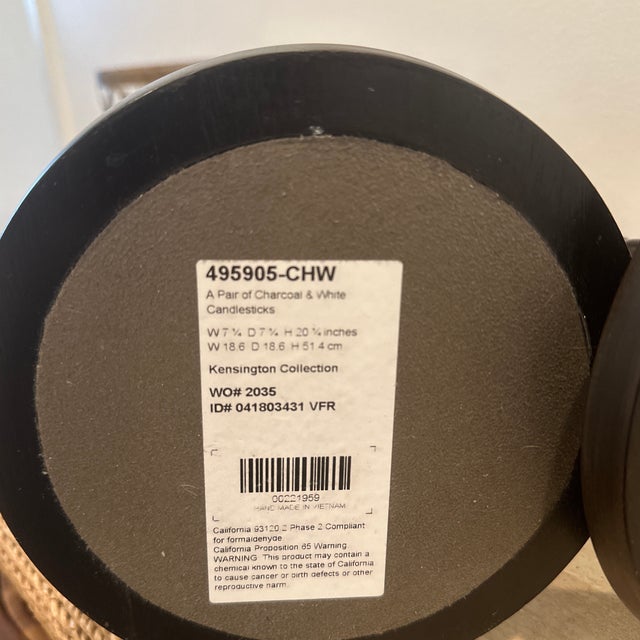 495905-CHW
A Pair of Charcoal & White
Candlesticks
W 7 ¼ D 7 ¼ H 20 ¼ inches
W 18.6 D 18.6 H 51.4 cm
Kensington Collection
WO# 2035
ID# 041803431 VFR
00221959
HAND MADE IN VIETNAM
California 93120.2 Phase 2 Compliant
for formaldehyde
California Proposition 65 Warning
WARNING: This product may contain a
chemical known to the state of California
to cause cancer or birth defects or other
reproductive harm.